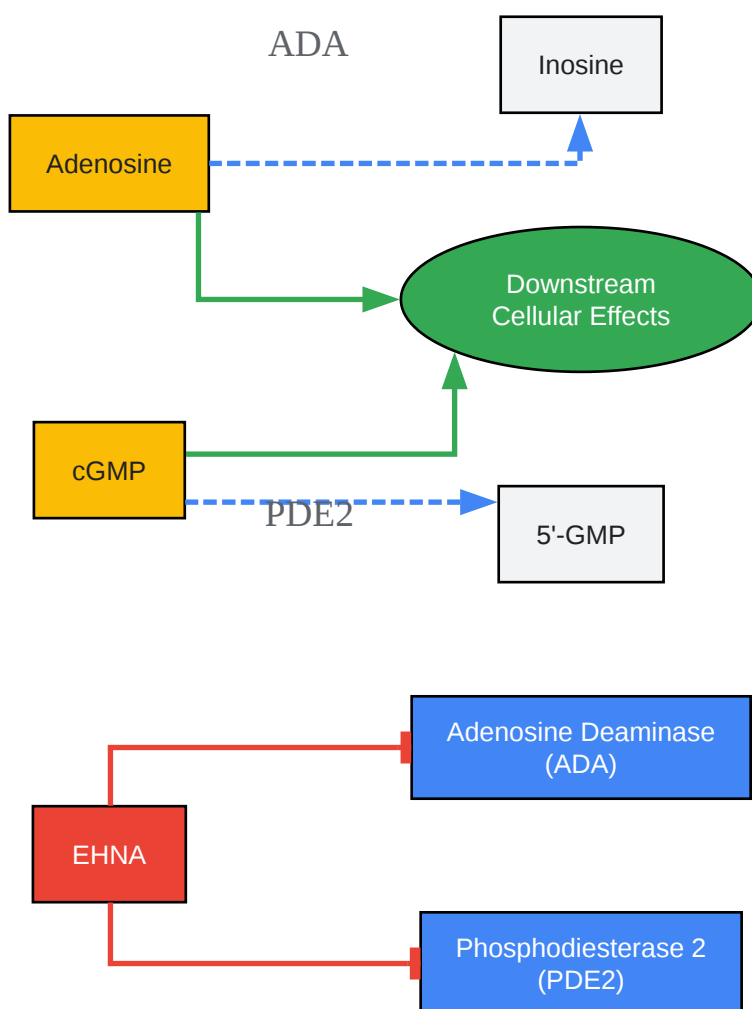 ADA
Inosine
Adenosine
Downstream
Cellular Effects
cGMP
PDE2
5'-GMP
Adenosine Deaminase
(ADA)
EHNA
Phosphodiesterase 2
(PDE2)